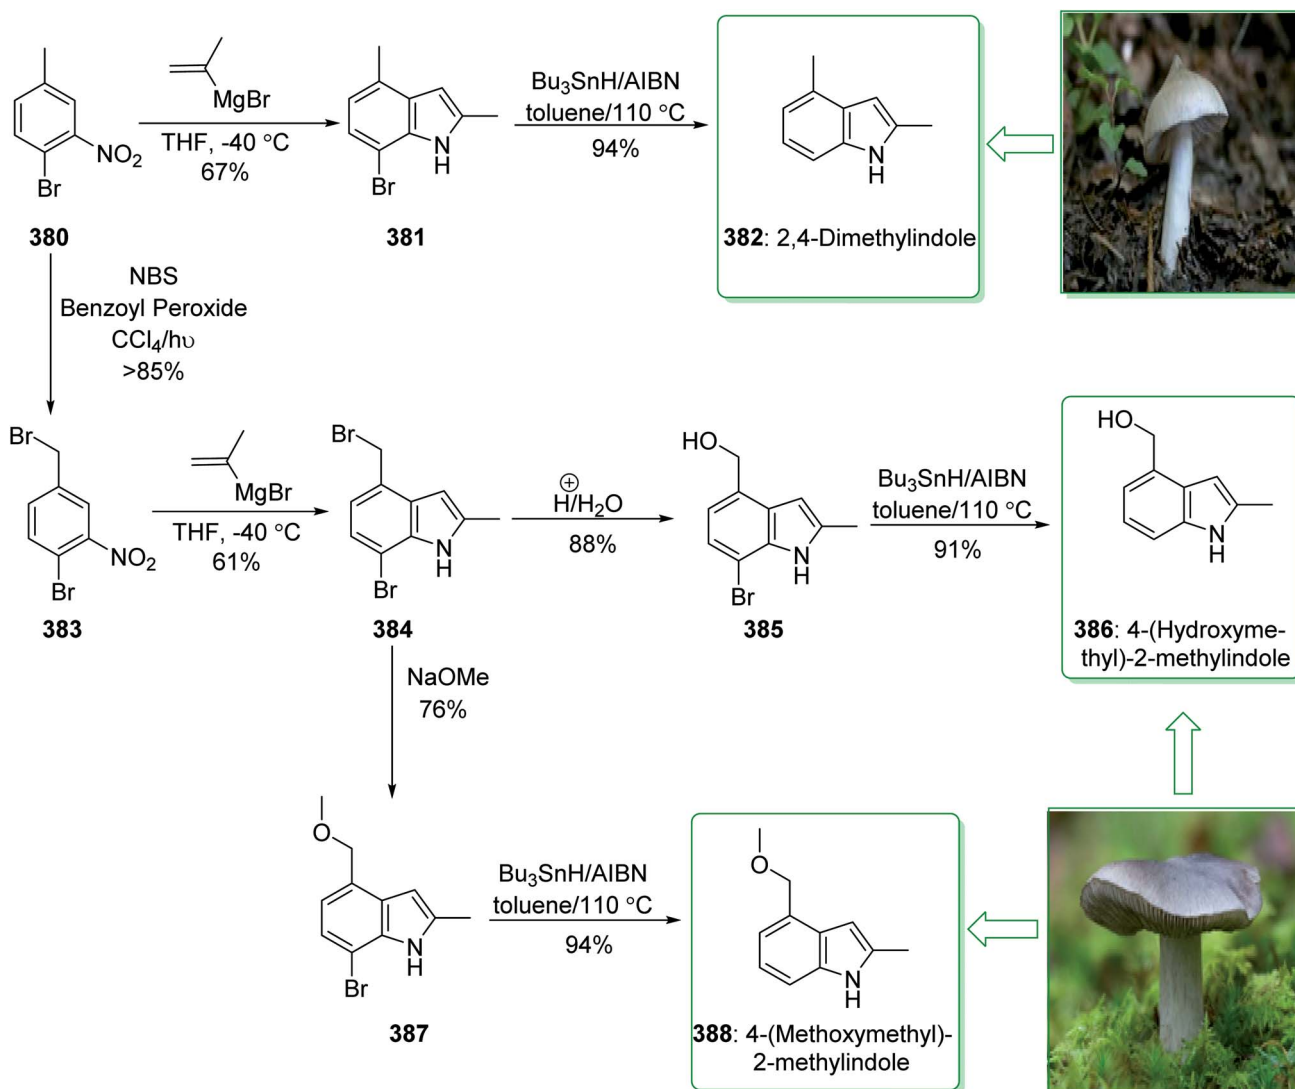 MgBr
THF, -40 °C
67%
NO₂
Br
380
N
H
Br
381
Bu₃SnH/AIBN
toluene/110 °C
94%
N
H
382: 2,4-Dimethylindole
NBS
Benzoyl Peroxide
CCl₄/hυ
>85%
Br
NO₂
Br
383
MgBr
THF, -40 °C
61%
Br
N
H
Br
384
⊕
H/H₂O
88%
HO
N
H
Br
385
Bu₃SnH/AIBN
toluene/110 °C
91%
HO
N
H
386: 4-(Hydroxyme-
thyl)-2-methylindole
NaOMe
76%
O
N
H
Br
387
Bu₃SnH/AIBN
toluene/110 °C
94%
O
N
H
388: 4-(Methoxymethyl)-
2-methylindole